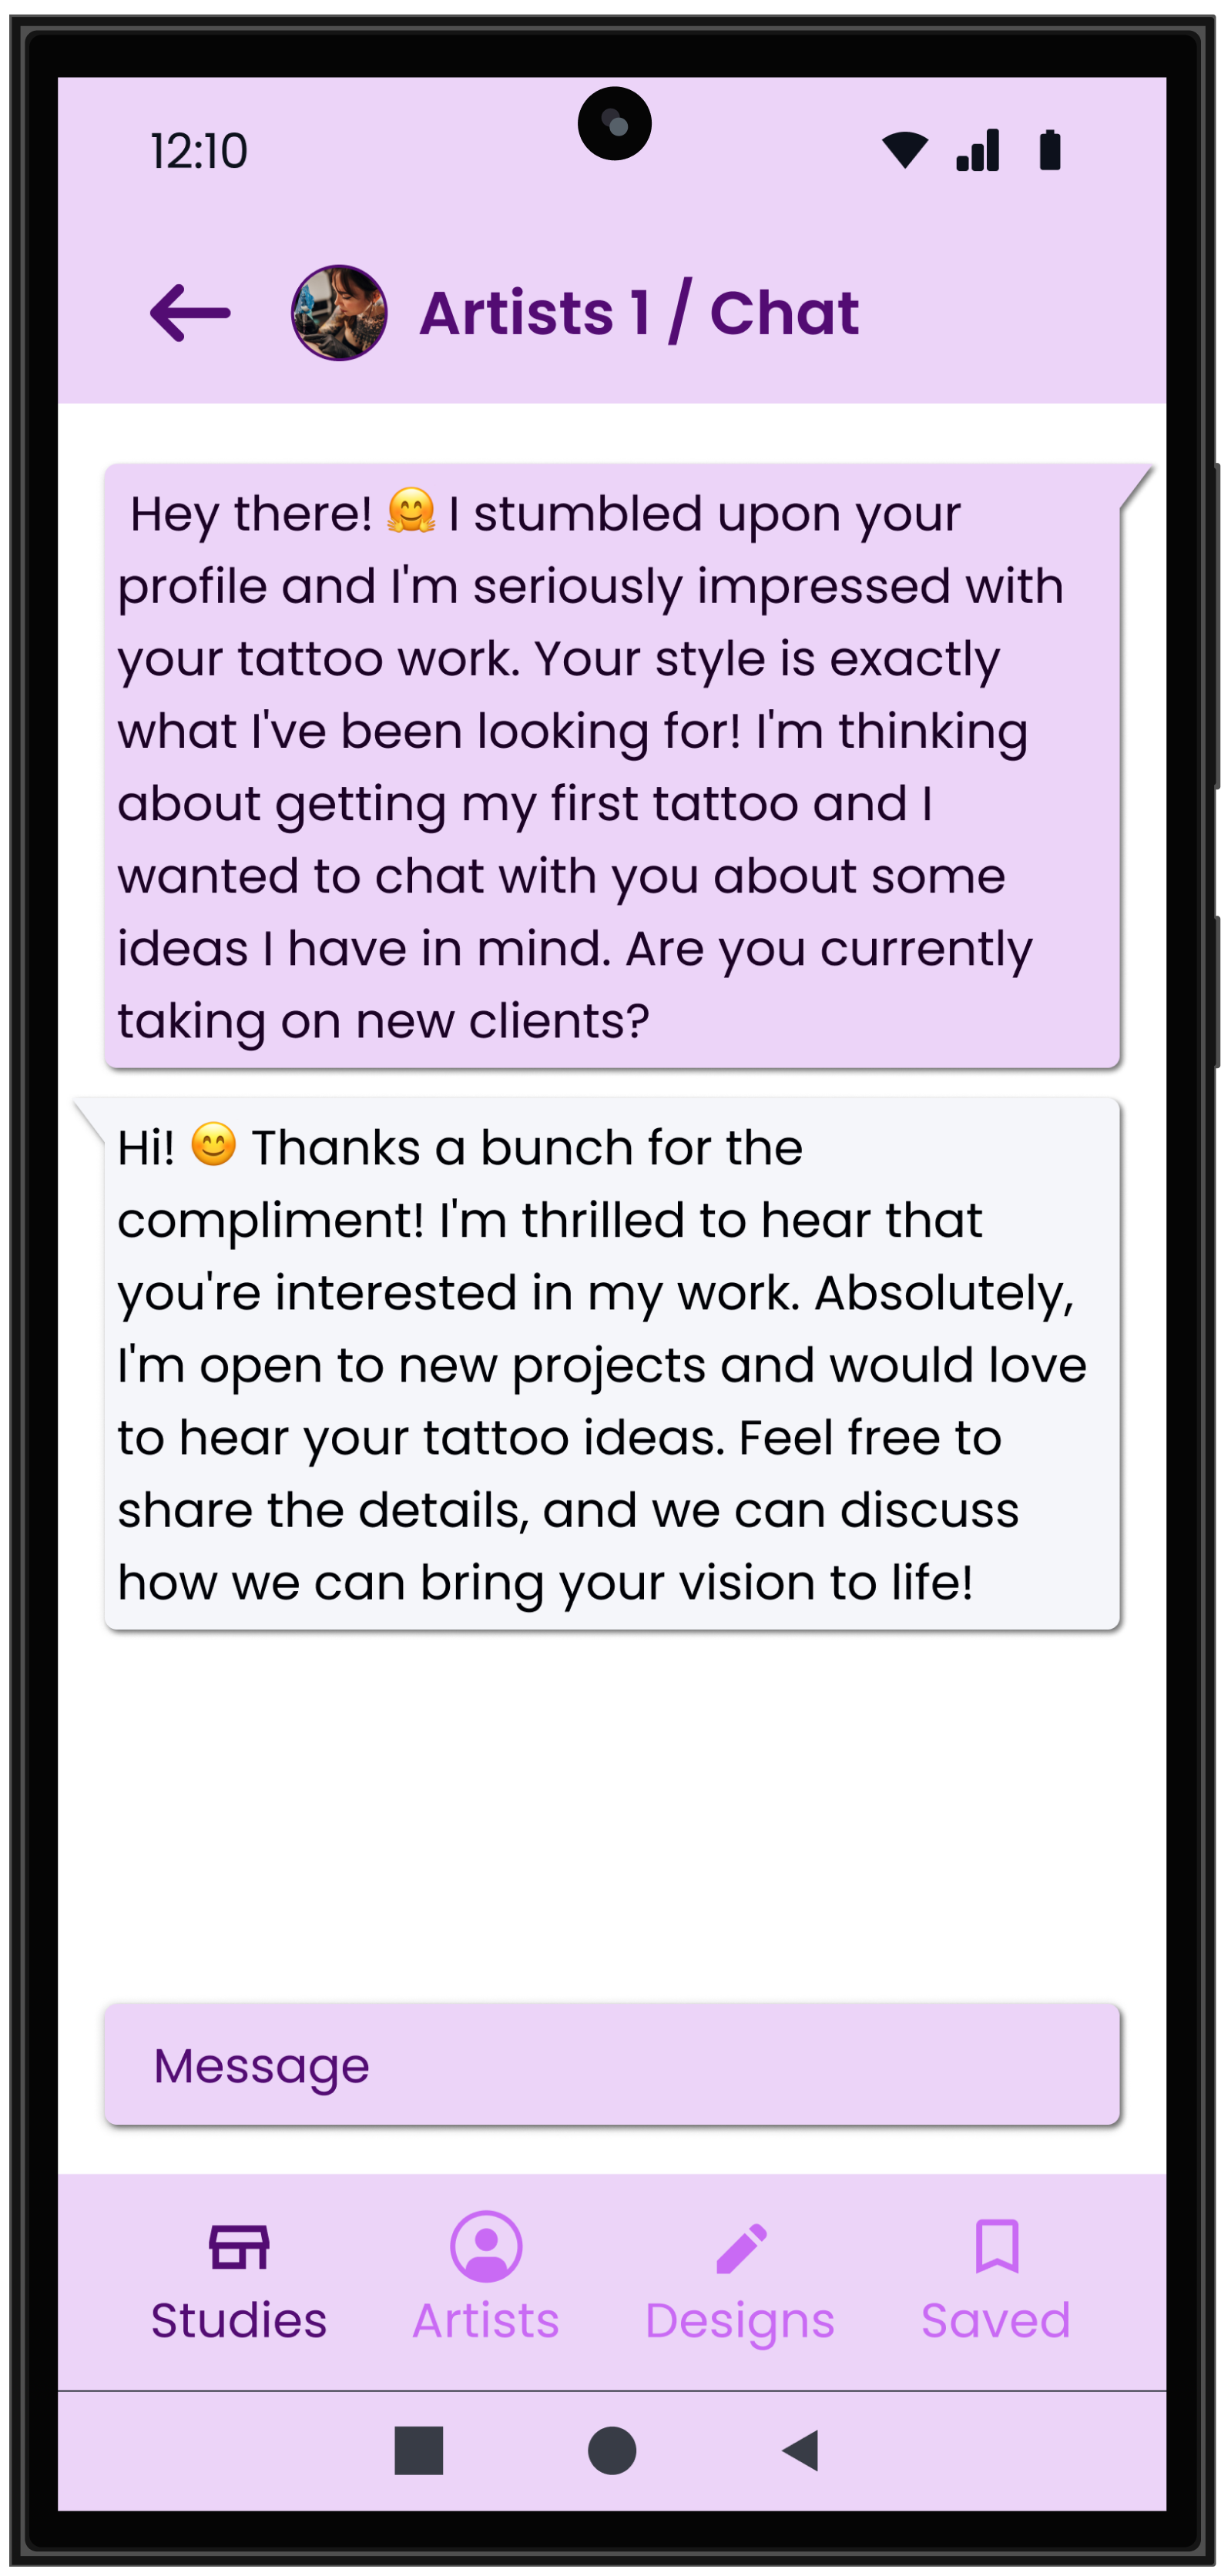 12:10
Artists 1 / Chat
Hey there! 🤗 I stumbled upon your
profile and I'm seriously impressed with
your tattoo work. Your style is exactly
what I've been looking for! I'm thinking
about getting my first tattoo and I
wanted to chat with you about some
ideas I have in mind. Are you currently
taking on new clients?
Hi! 😊 Thanks a bunch for the
compliment! I'm thrilled to hear that
you're interested in my work. Absolutely,
I'm open to new projects and would love
to hear your tattoo ideas. Feel free to
share the details, and we can discuss
how we can bring your vision to life!
Message
Studies Artists Designs Saved